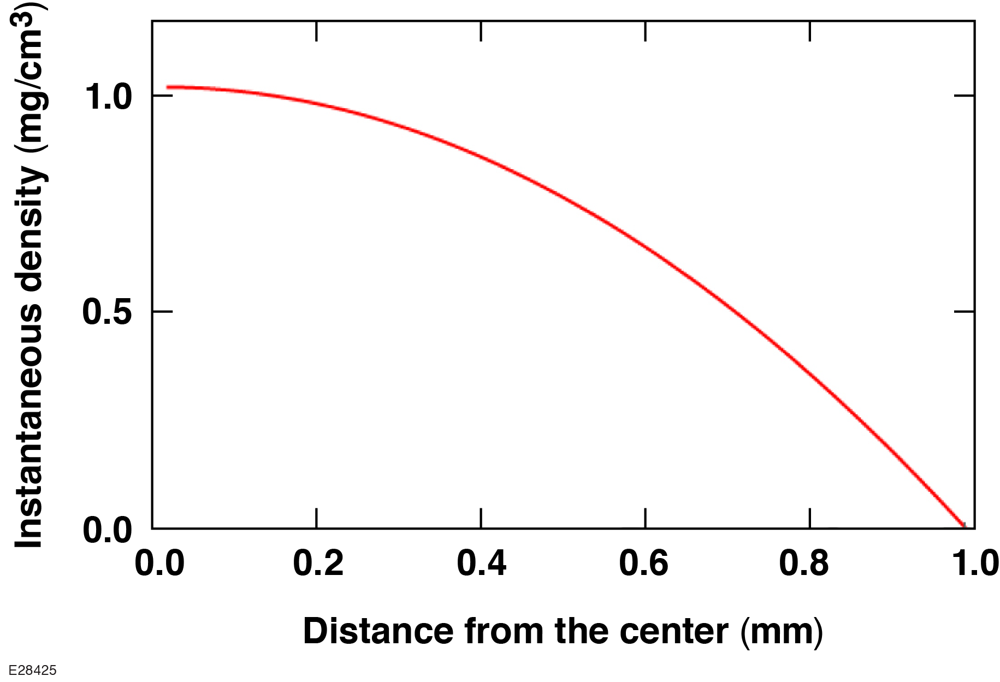 Instantaneous density (mg/cm3)
1.0
0.5
0.0
0.0 0.2 0.4 0.6 0.8 1.0
Distance from the center (mm)
E28425